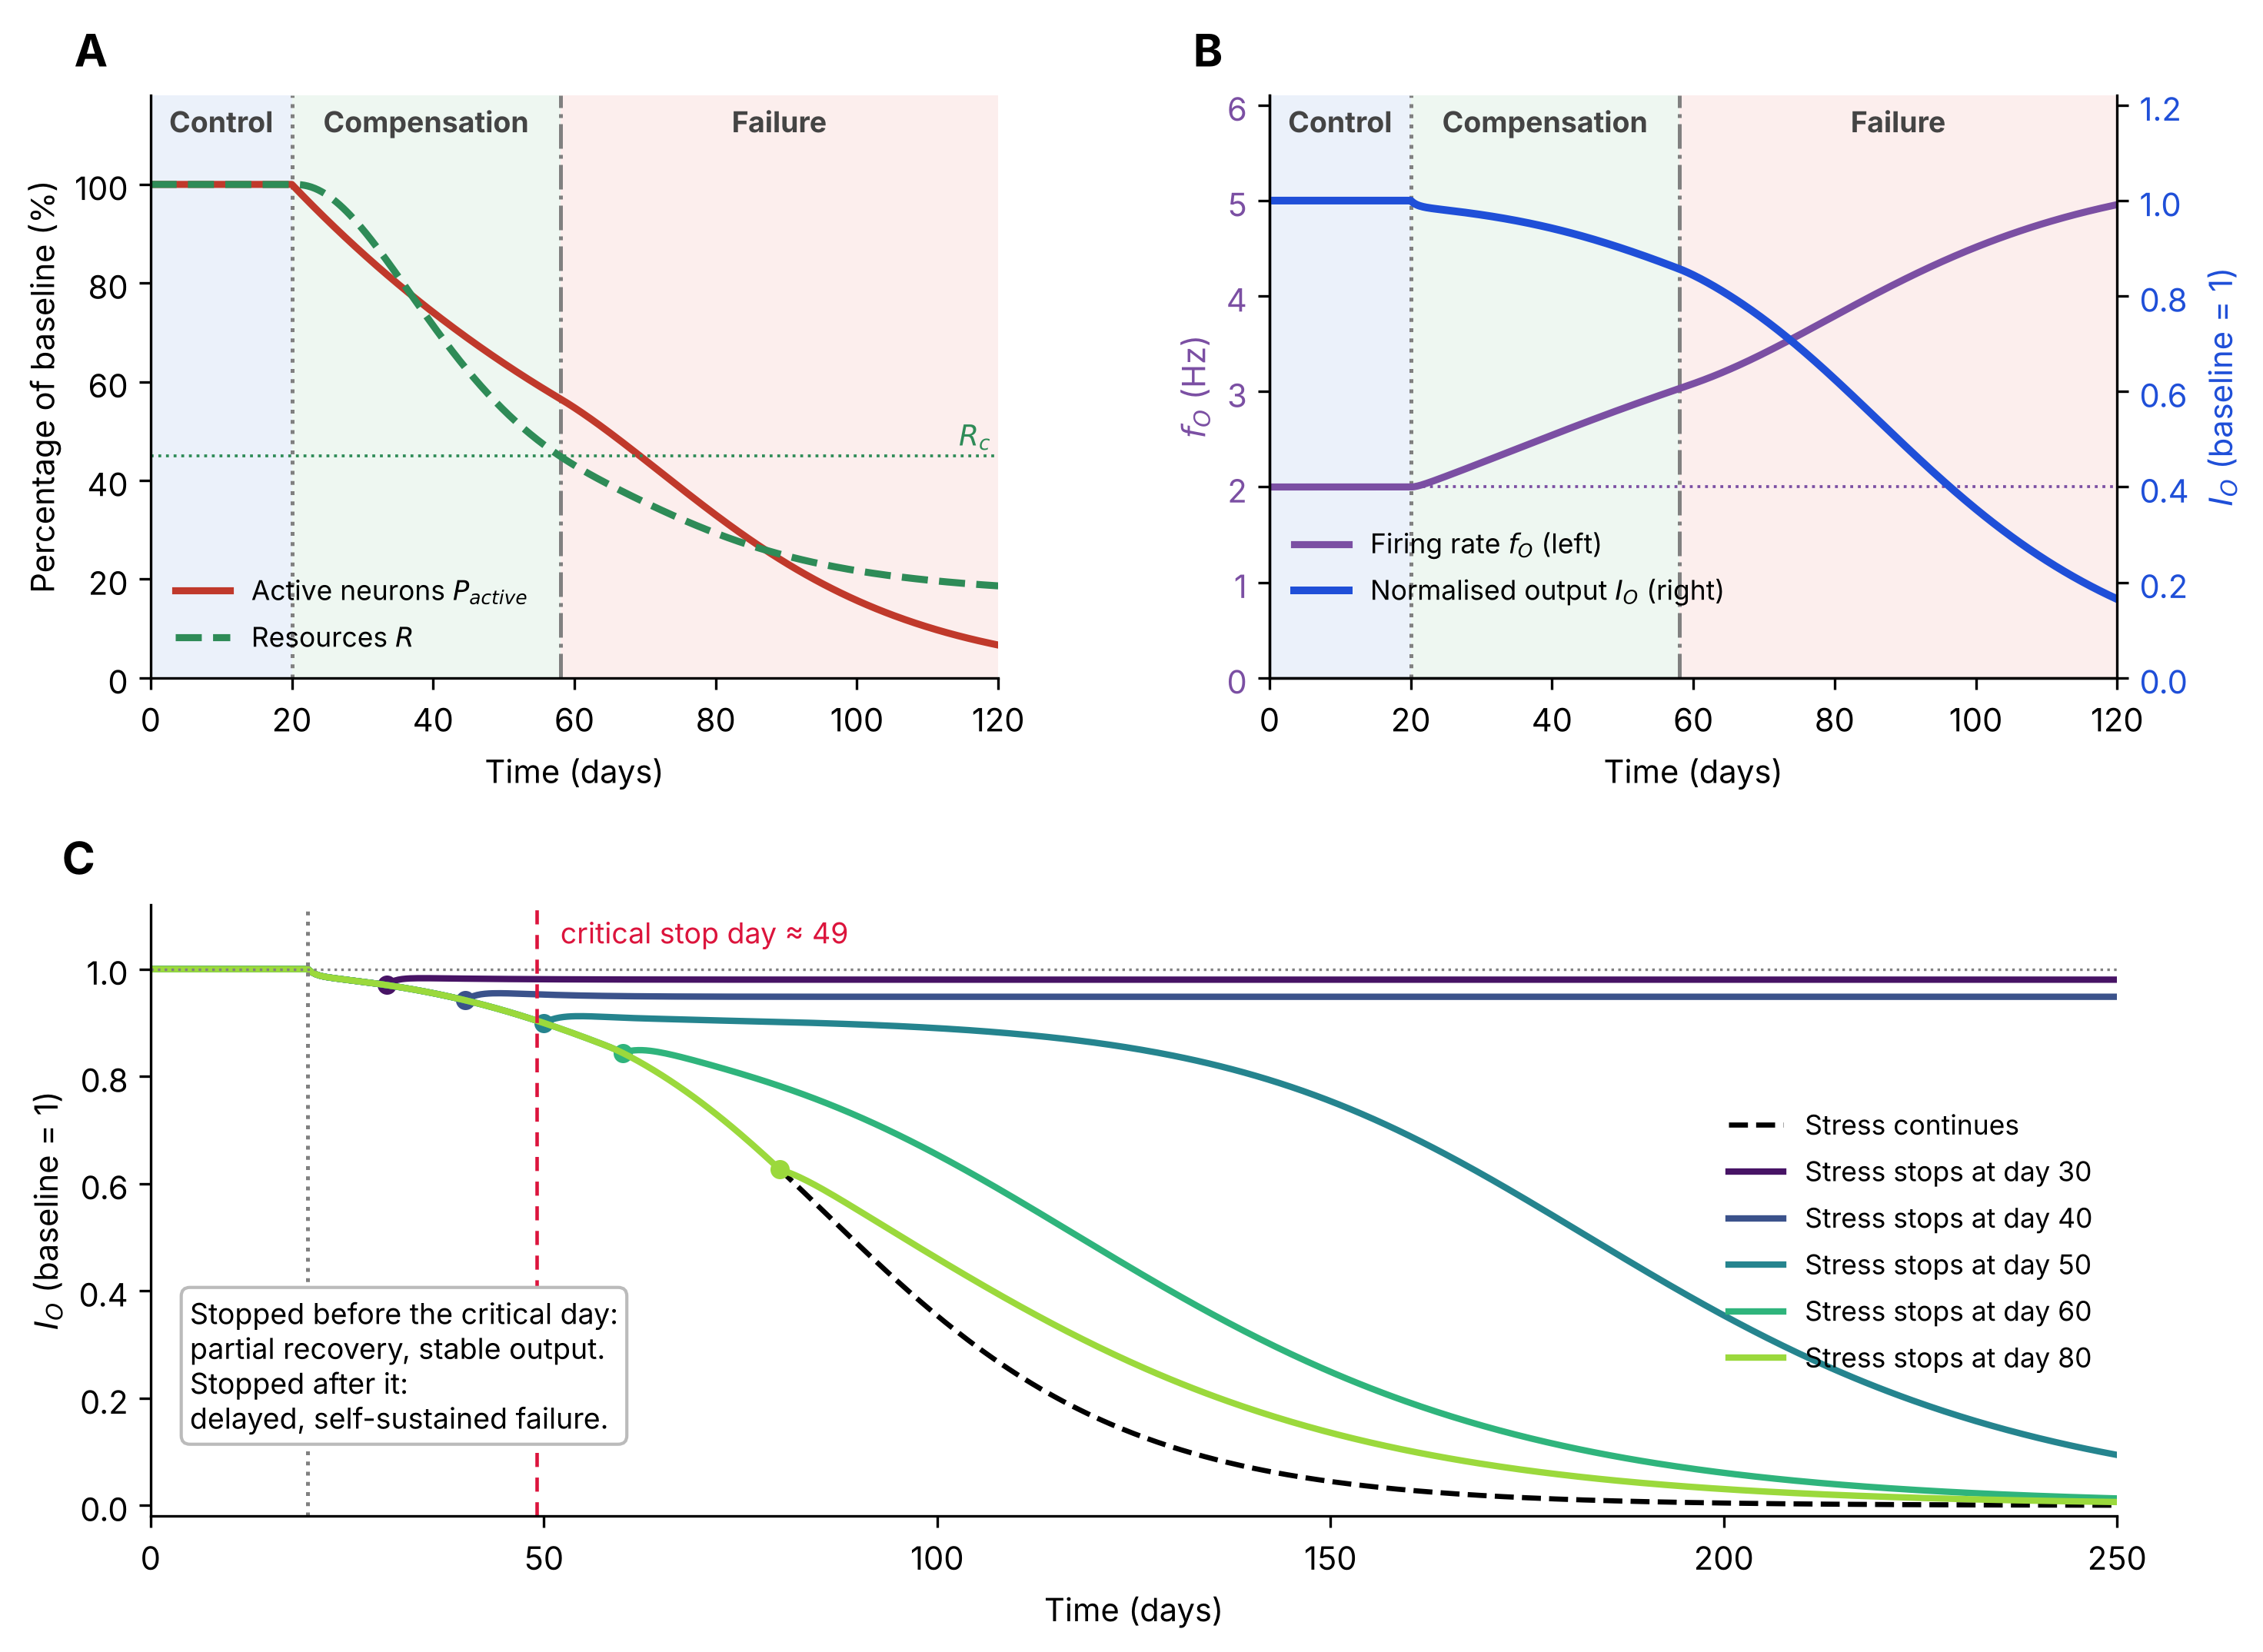 A
Control
Compensation
Failure
Percentage of baseline (%)
100
80
60
40
20
0
R_c
Active neurons P_active
Resources R
0
20
40
60
80
100
120
Time (days)
B
Control
Compensation
Failure
f_O (Hz)
6
5
4
3
2
1
0
I_O (baseline = 1)
1.2
1.0
0.8
0.6
0.4
0.2
0.0
Firing rate f_O (left)
Normalised output I_O (right)
0
20
40
60
80
100
120
Time (days)
C
critical stop day ≈ 49
I_O (baseline = 1)
1.0
0.8
0.6
0.4
0.2
0.0
Stress continues
Stress stops at day 30
Stress stops at day 40
Stress stops at day 50
Stress stops at day 60
Stress stops at day 80
Stopped before the critical day:
partial recovery, stable output.
Stopped after it:
delayed, self-sustained failure.
0
50
100
150
200
250
Time (days)